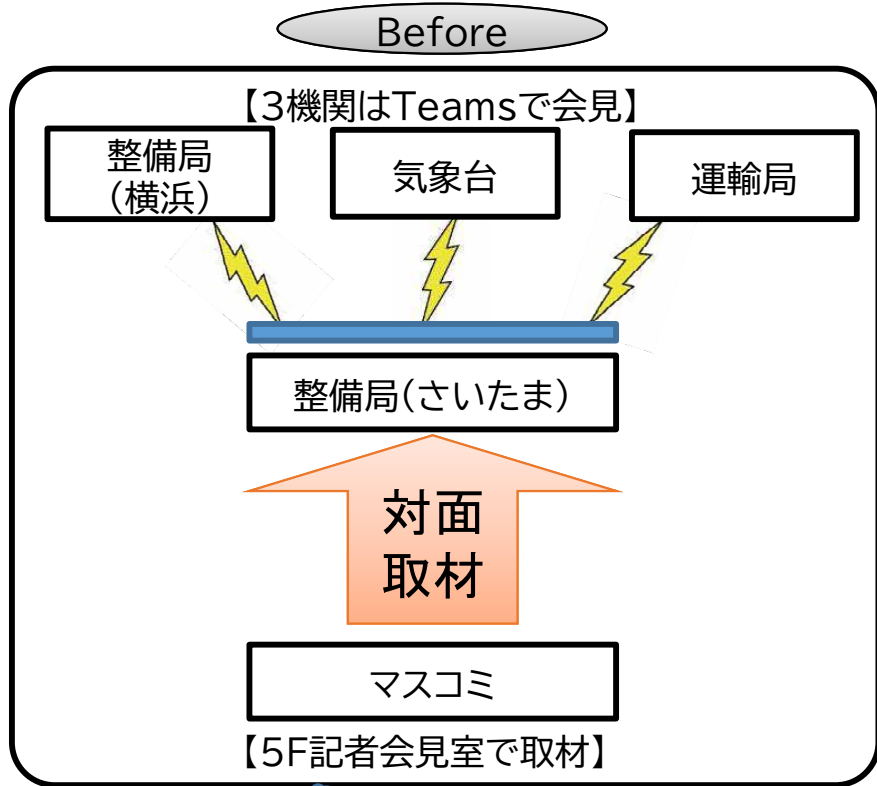 Before
【3機関はTeamsで会見】
整備局
（横浜）
気象台
運輸局
整備局（さいたま）
対面
取材
マスコミ
【5F記者会見室で取材】